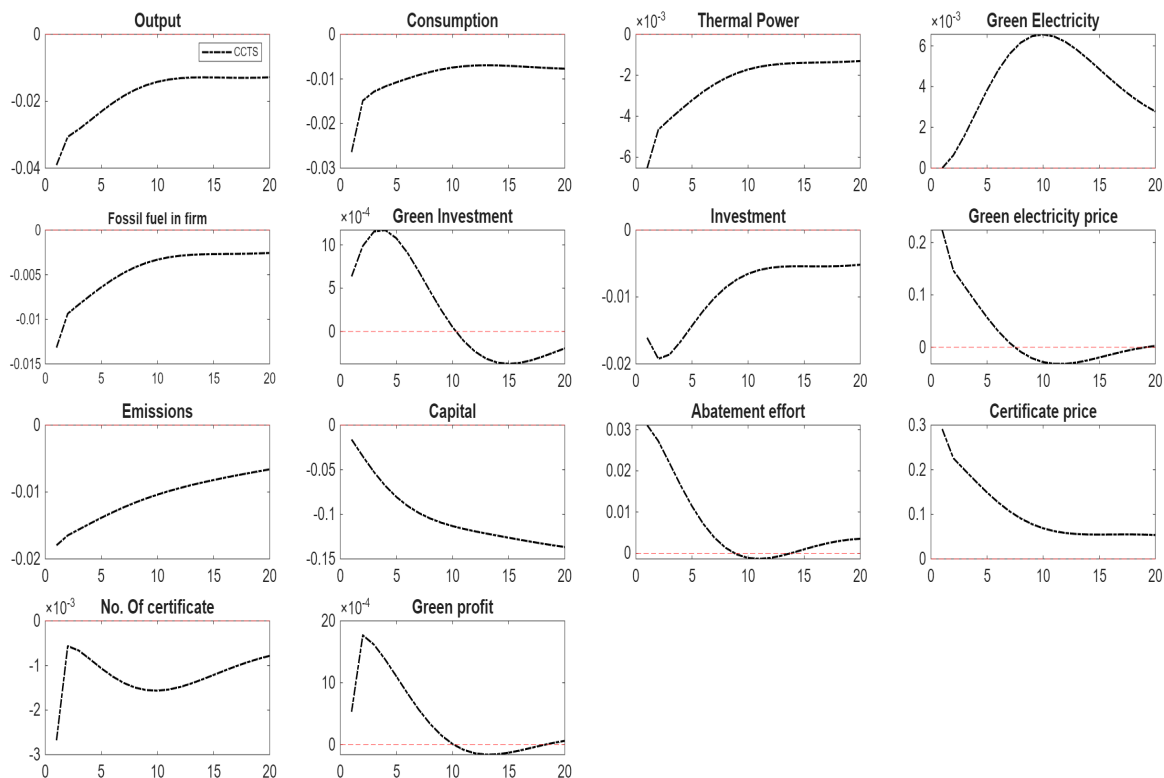 Output
0
-0.02
-0.04
0 5 10 15 20
CCTS
Consumption
0
-0.01
-0.02
-0.03
0 5 10 15 20
×10⁻³ Thermal Power
0
-2
-4
-6
0 5 10 15 20
×10⁻³ Green Electricity
6
4
2
0
0 5 10 15 20
Fossil fuel in firm
0
-0.005
-0.01
-0.015
0 5 10 15 20
×10⁻⁴ Green Investment
10
5
0
0 5 10 15 20
Investment
0
-0.01
-0.02
0 5 10 15 20
Green electricity price
0.2
0.1
0
0 5 10 15 20
Emissions
0
-0.01
-0.02
0 5 10 15 20
Capital
0
-0.05
-0.1
-0.15
0 5 10 15 20
Abatement effort
0.03
0.02
0.01
0
0 5 10 15 20
Certificate price
0.3
0.2
0.1
0
0 5 10 15 20
×10⁻³ No. Of certificate
0
-1
-2
-3
0 5 10 15 20
×10⁻⁴ Green profit
20
10
0
0 5 10 15 20